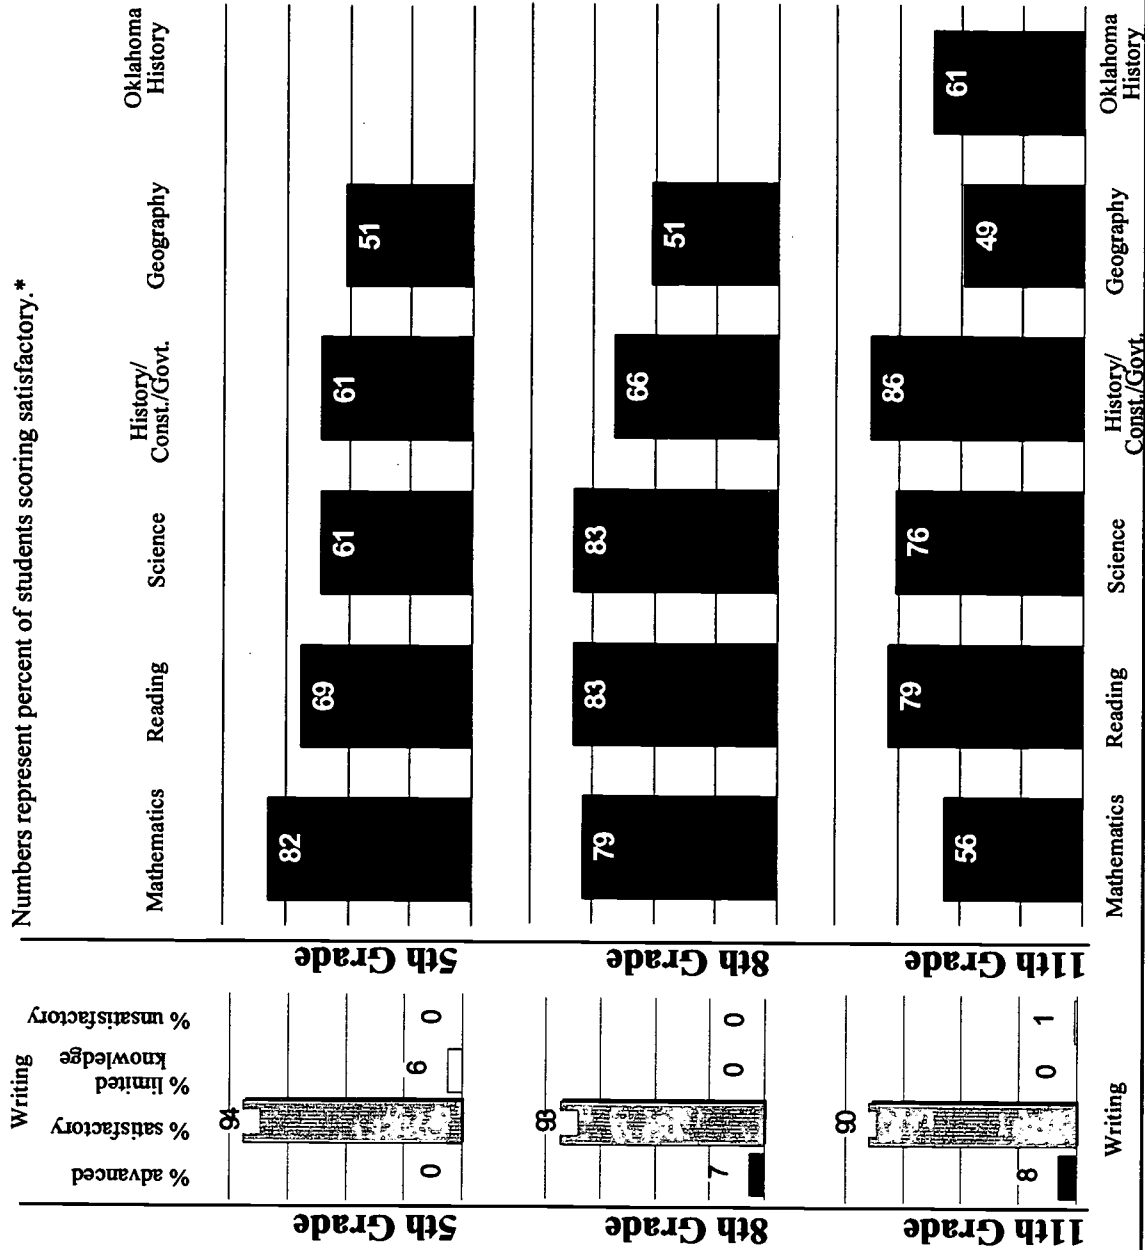 Numbers represent percent of students scoring satisfactory.*
Writing
% advanced
% satisfactory
% limited
knowledge
% unsatisfactory
Mathematics
Reading
Science
History/
Const./Govt.
Geography
Oklahoma
History
5th Grade
0
94
6
0
5th Grade
82
69
61
61
51
8th Grade
7
93
0
0
8th Grade
79
83
83
66
51
11th Grade
8
90
0
1
11th Grade
56
79
76
86
49
61
Writing
Mathematics
Reading
Science
History/
Const./Govt.
Geography
Oklahoma
History